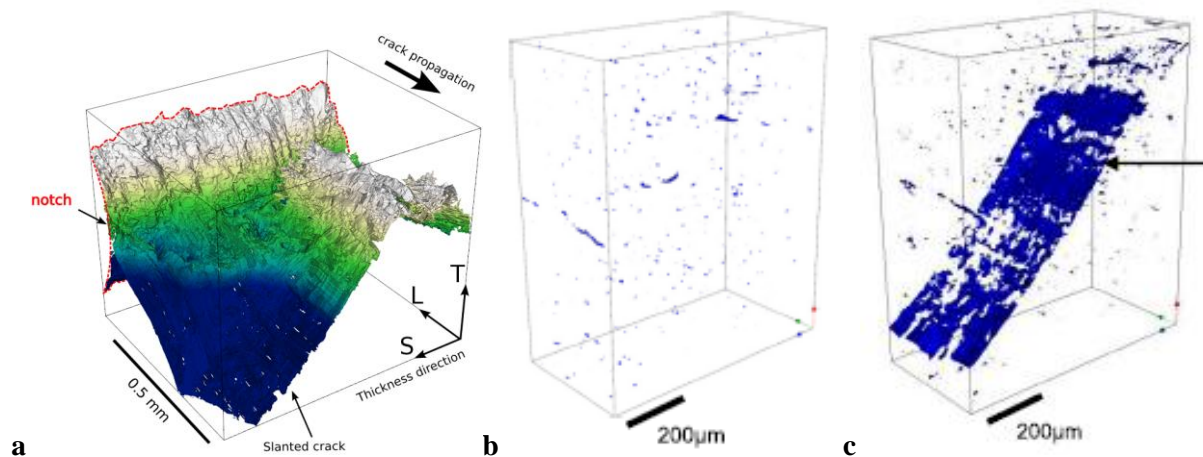 crack propagation
notch
T
L
S
Thickness direction
0.5 mm
Slanted crack
a
b
200μm
c
200μm